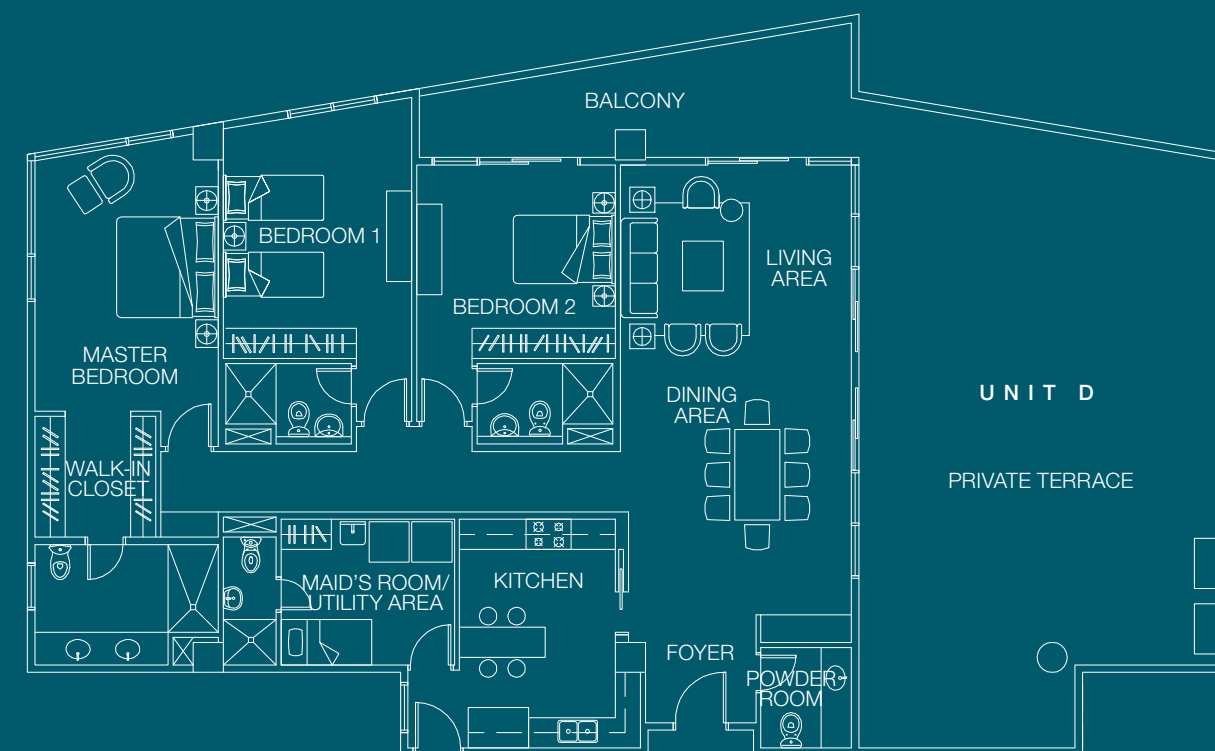 BALCONY
BEDROOM 1
LIVING
AREA
BEDROOM 2
MASTER
BEDROOM
DINING
AREA
UNIT D
WALK-IN
CLOSET
PRIVATE TERRACE
MAID'S ROOM/
UTILITY AREA
KITCHEN
FOYER
POWDER
ROOM